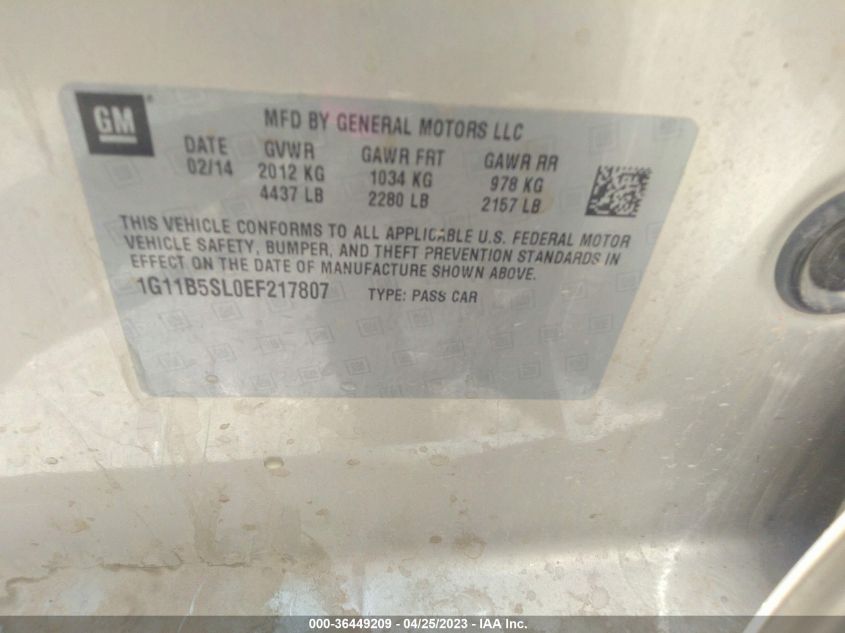 GM
MFD BY GENERAL MOTORS LLC
DATE GVWR GAWR FRT GAWR RR
02/14 2012 KG 1034 KG 978 KG
4437 LB 2280 LB 2157 LB
THIS VEHICLE CONFORMS TO ALL APPLICABLE U.S. FEDERAL MOTOR
VEHICLE SAFETY, BUMPER, AND THEFT PREVENTION STANDARDS IN
EFFECT ON THE DATE OF MANUFACTURE SHOWN ABOVE.
1G11B5SL0EF217807 TYPE: PASS CAR
000-36449209 - 04/25/2023 - IAA Inc.